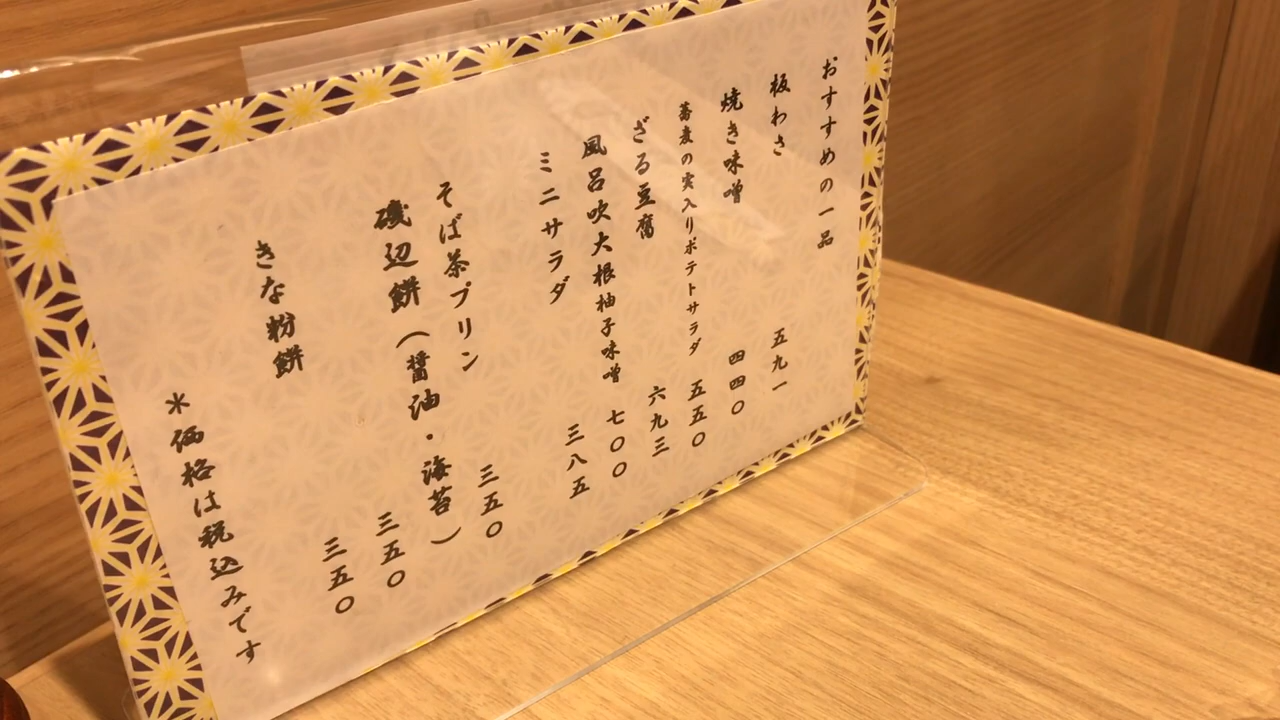 おすすめの一品
板わさ 五九一
焼き味噌 四四〇
蕎麦の実入りポテトサラダ 五五〇
ざる豆腐 六九三
風呂吹大根柚子味噌 七〇〇
ミニサラダ 三八五
そば茶プリン 三五〇
磯辺餅（醤油・海苔） 三五〇
きな粉餅 三五〇
※価格は税込みです